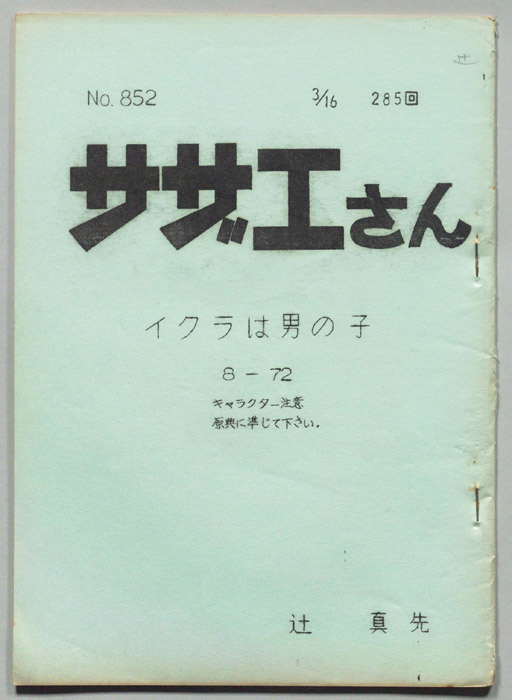 辻
No. 852 3/16 285回
サザエさん
イクラは男の子
8-72
キャラクター注意
原典に準じて下さい.
辻 真先